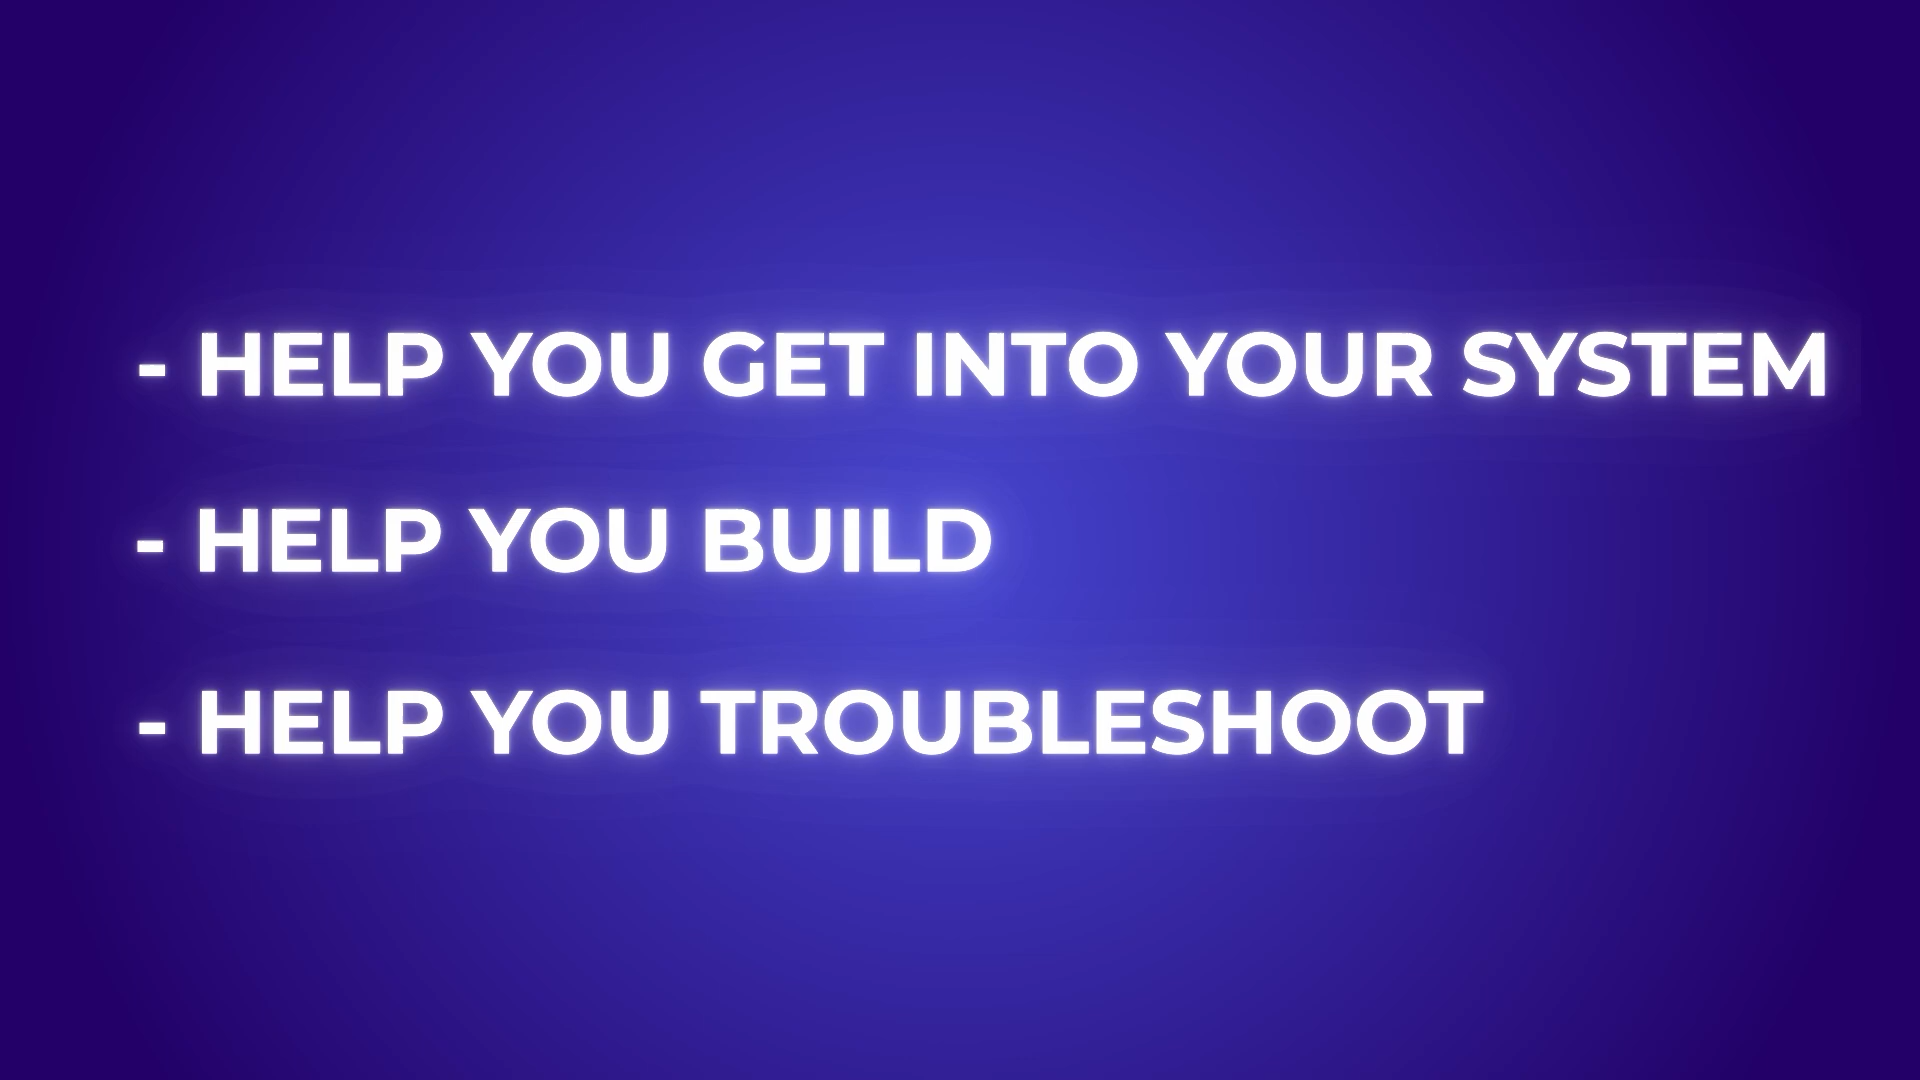 - HELP YOU GET INTO YOUR SYSTEM
- HELP YOU BUILD
- HELP YOU TROUBLESHOOT